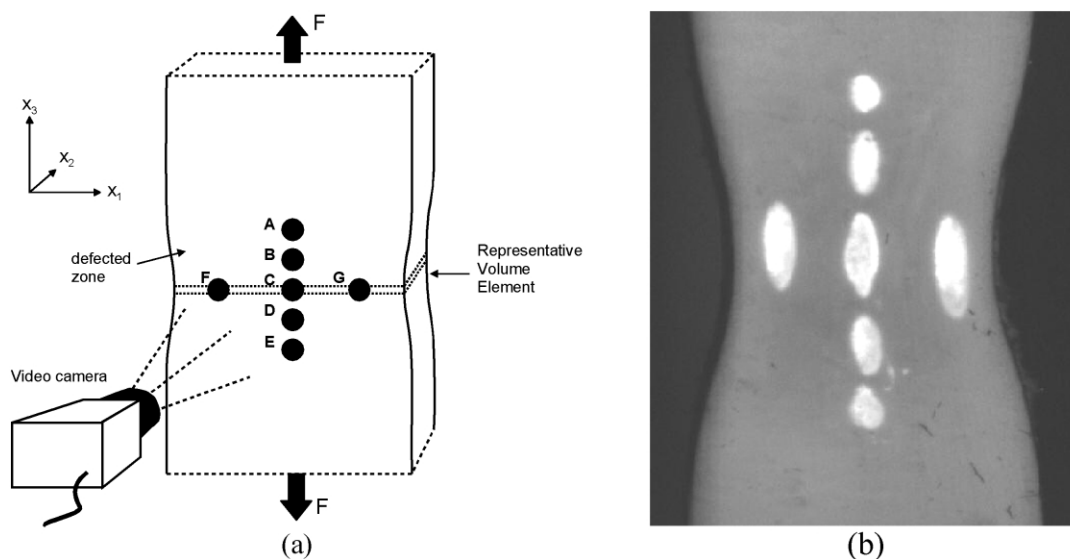 F
X3
X2
X1
A
B
C
D
E
F
G
defected
zone
Representative
Volume
Element
Video camera
F
(a)
(b)